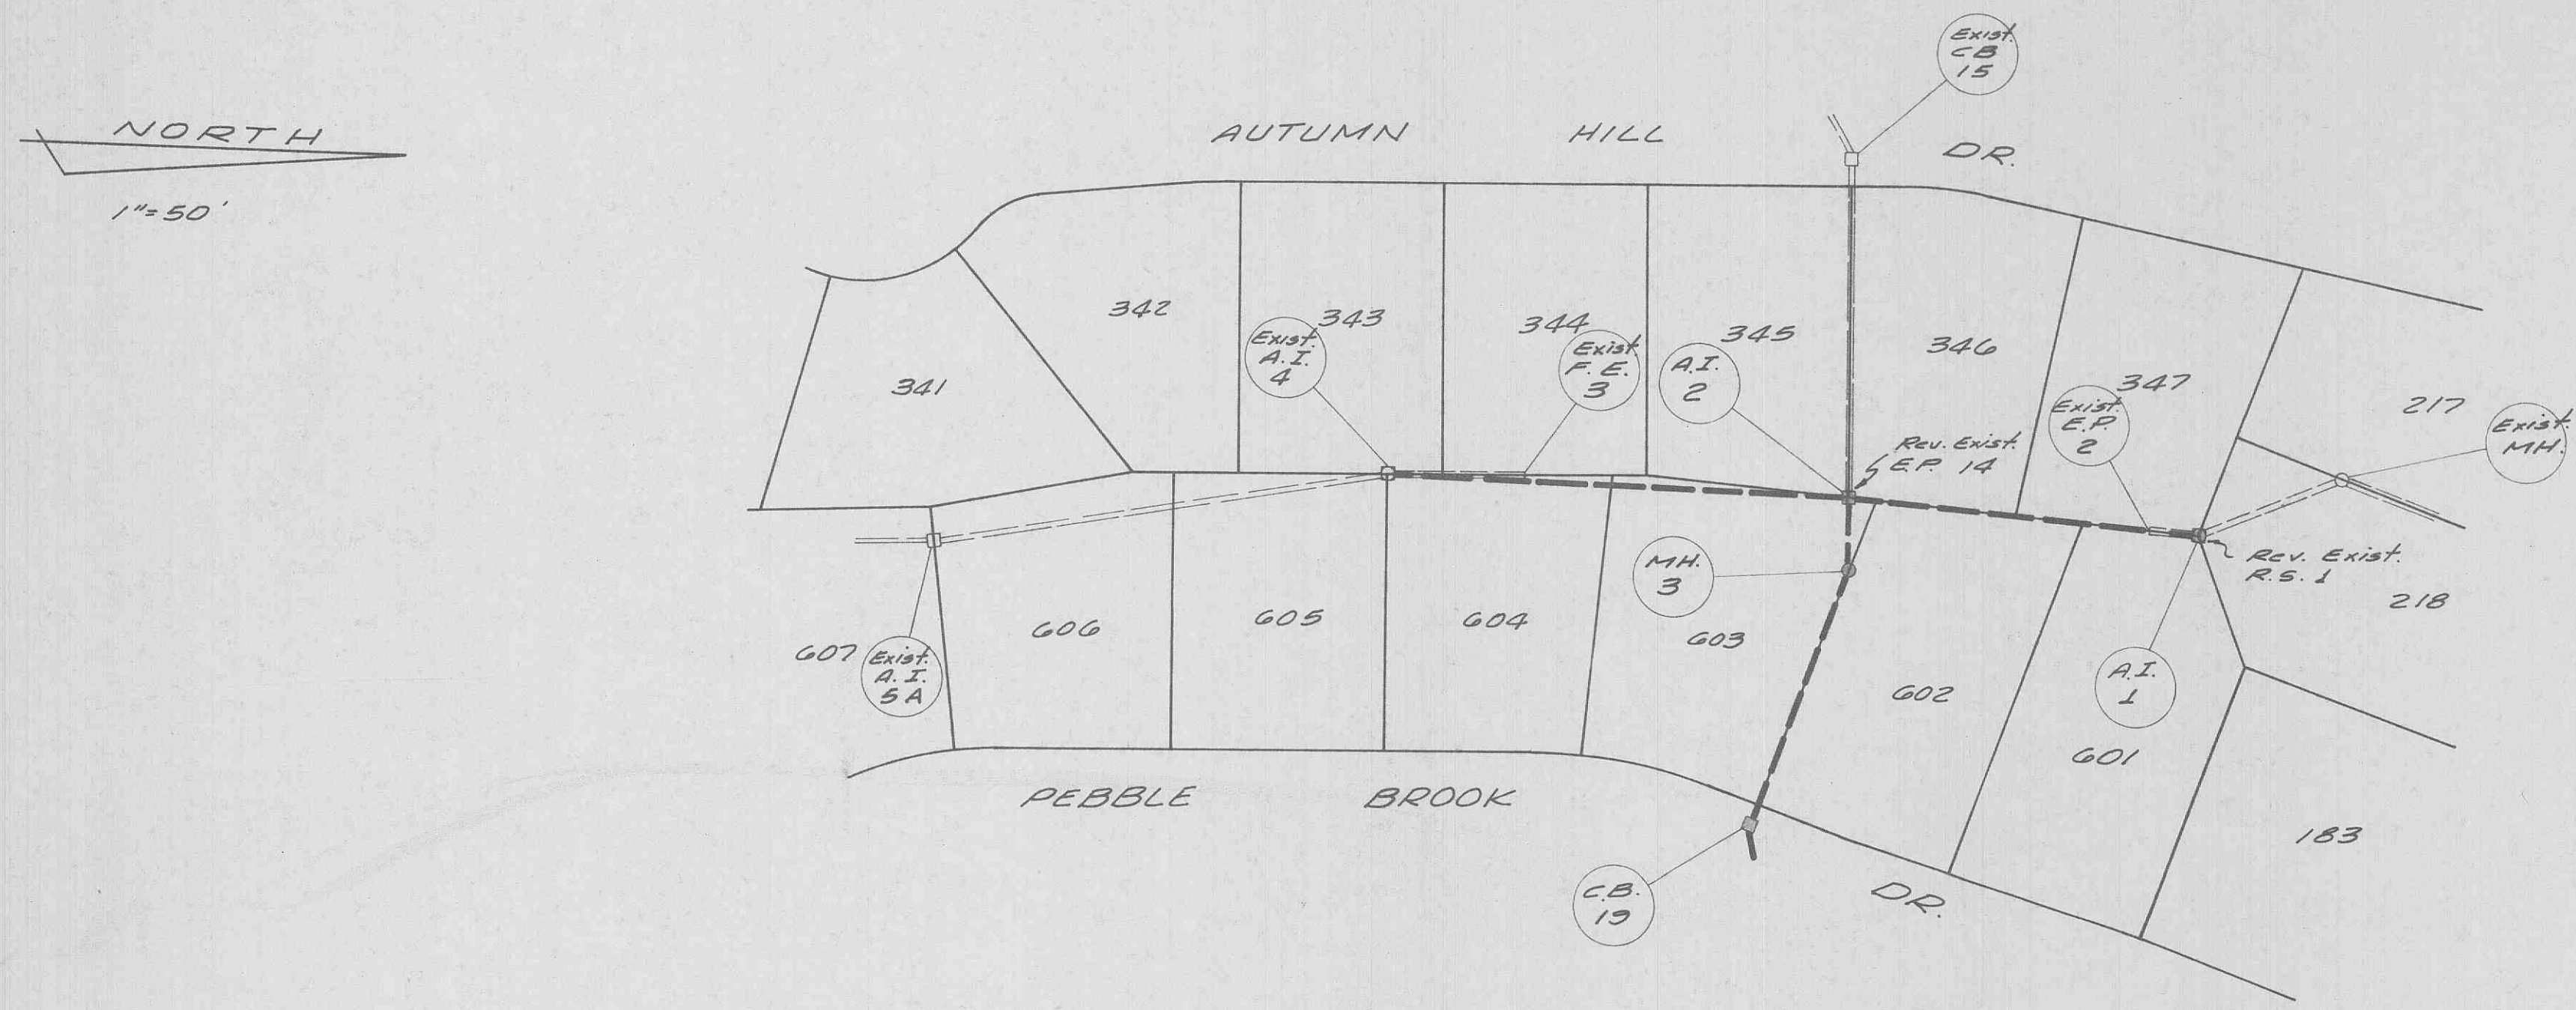 NORTH
1"=50'
AUTUMN HILL DR.
Exist.
CB
15
341
342
343
344
345
346
347
217
Exist.
A.I.
4
Exist.
F.E.
3
A.I.
2
Exist.
E.P.
2
Exist.
MH.
Rev. Exist.
E.P. 14
Rev. Exist.
R.S. 1
218
607
Exist.
A.I.
5A
606
605
604
MH.
3
603
602
A.I.
1
601
183
PEBBLE BROOK DR.
C.B.
19